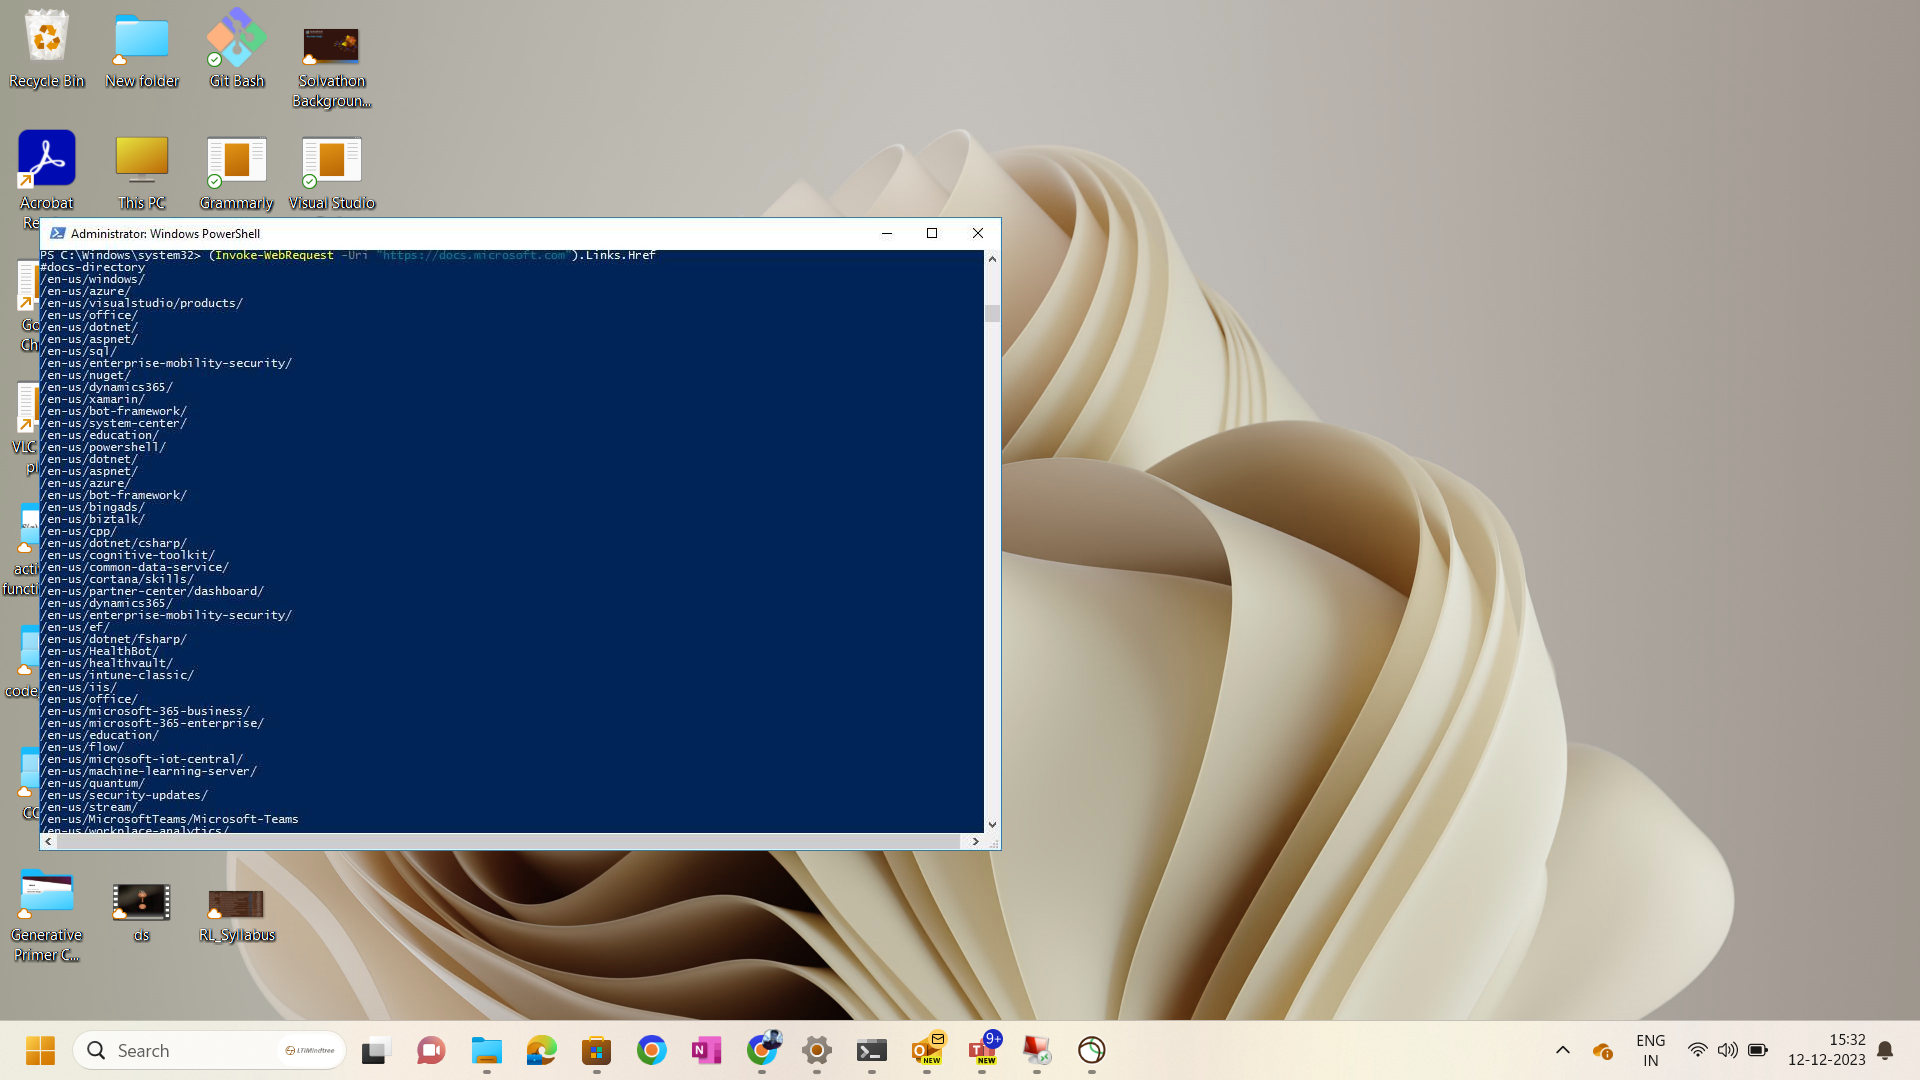 Recycle Bin
New folder
Git Bash
Solvathon
Backgroun...
Acrobat
Re
This PC
Grammarly
Visual Studio
Administrator: Windows PowerShell
PS C:\Windows\system32> (Invoke-WebRequest -Uri "https://docs.microsoft.com").Links.Href
#docs-directory
/en-us/windows/
/en-us/azure/
/en-us/visualstudio/products/
/en-us/office/
/en-us/dotnet/
/en-us/aspnet/
/en-us/sql/
/en-us/enterprise-mobility-security/
/en-us/nuget/
/en-us/dynamics365/
/en-us/xamarin/
/en-us/bot-framework/
/en-us/system-center/
/en-us/education/
/en-us/powershell/
/en-us/dotnet/
/en-us/aspnet/
/en-us/azure/
/en-us/bot-framework/
/en-us/bingads/
/en-us/biztalk/
/en-us/cpp/
/en-us/dotnet/csharp/
/en-us/cognitive-toolkit/
/en-us/common-data-service/
/en-us/cortana/skills/
/en-us/partner-center/dashboard/
/en-us/dynamics365/
/en-us/enterprise-mobility-security/
/en-us/ef/
/en-us/dotnet/fsharp/
/en-us/HealthBot/
/en-us/healthvault/
/en-us/intune-classic/
/en-us/iis/
/en-us/office/
/en-us/microsoft-365-business/
/en-us/microsoft-365-enterprise/
/en-us/education/
/en-us/flow/
/en-us/microsoft-iot-central/
/en-us/machine-learning-server/
/en-us/quantum/
/en-us/security-updates/
/en-us/stream/
/en-us/MicrosoftTeams/Microsoft-Teams
/en-us/workplace-analytics/
Go
Ch
VLC
pl
acti
functi
code
CC
Generative
Primer C...
ds
RL_Syllabus
Search
LTIMindtree
N
NEW
9+
NEW
ENG
IN
15:32
12-12-2023